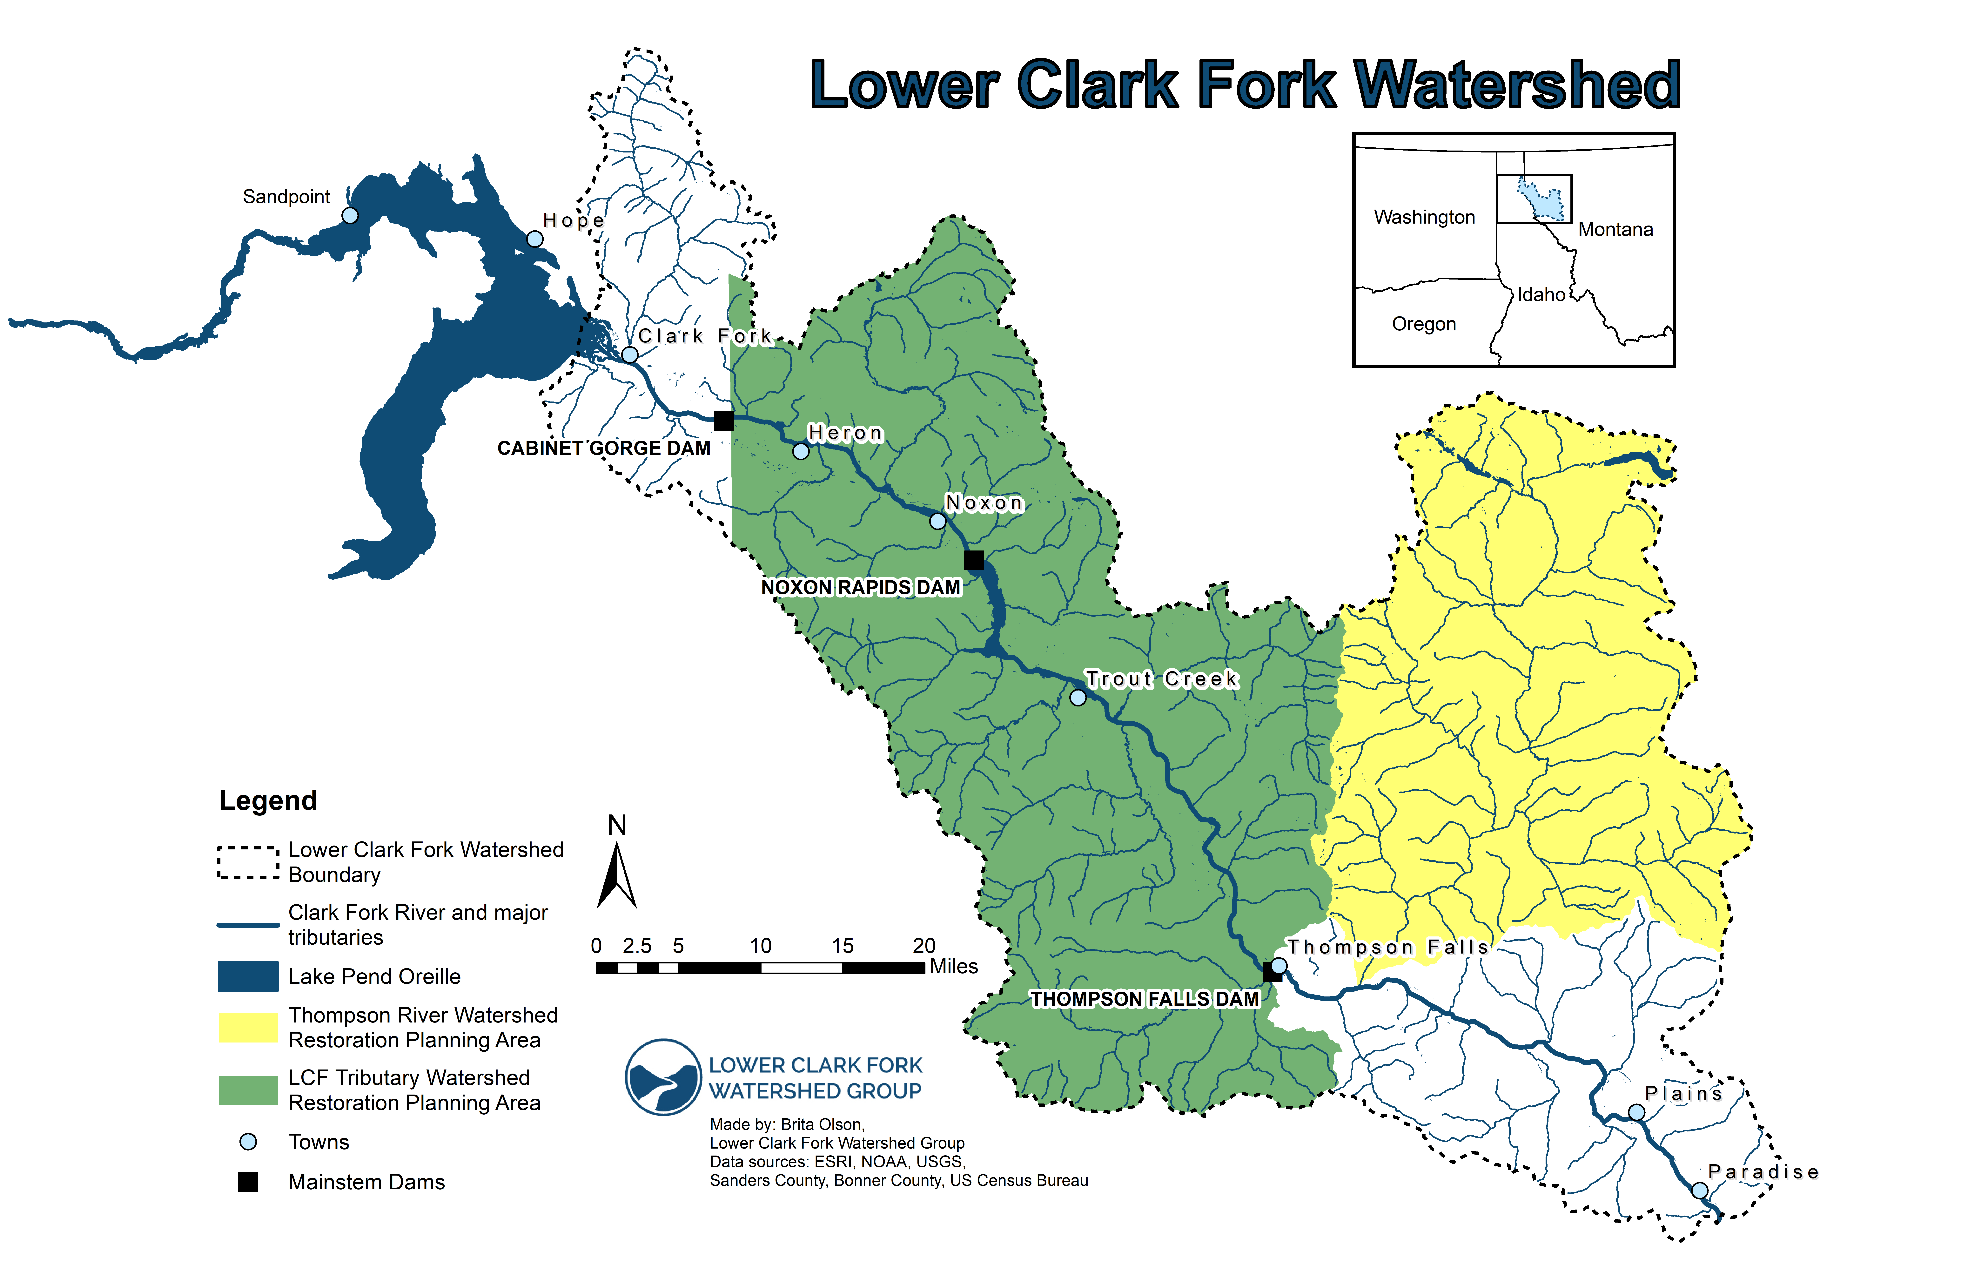 Lower Clark Fork Watershed
Washington
Montana
Idaho
Oregon
Sandpoint
Hope
Clark Fork
CABINET GORGE DAM
Heron
Noxon
NOXON RAPIDS DAM
Trout Creek
Thompson Falls
THOMPSON FALLS DAM
Plains
Paradise
Legend
Lower Clark Fork Watershed
Boundary
Clark Fork River and major
tributaries
Lake Pend Oreille
Thompson River Watershed
Restoration Planning Area
LCF Tributary Watershed
Restoration Planning Area
Towns
Mainstem Dams
N
0 2.5 5 10 15 20
Miles
LOWER CLARK FORK
WATERSHED GROUP
Made by: Brita Olson,
Lower Clark Fork Watershed Group
Data sources: ESRI, NOAA, USGS,
Sanders County, Bonner County, US Census Bureau